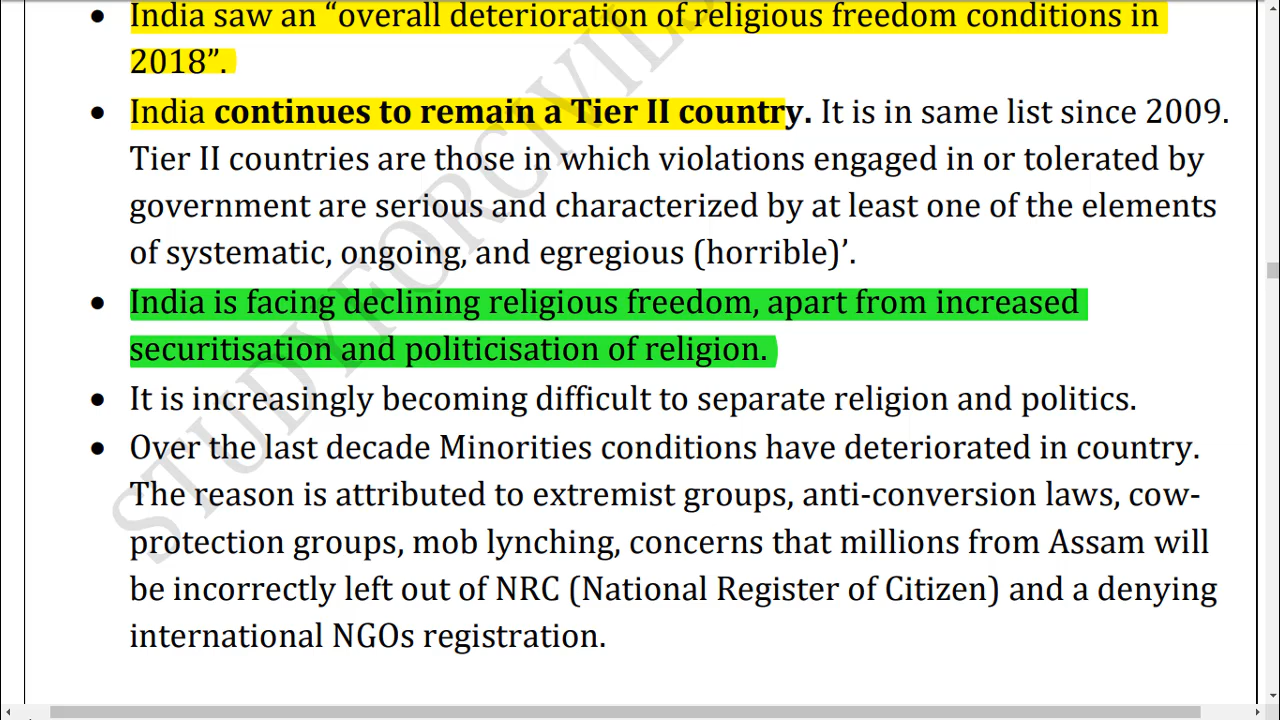 • India saw an “overall deterioration of religious freedom conditions in
2018”.
• India continues to remain a Tier II country. It is in same list since 2009.
Tier II countries are those in which violations engaged in or tolerated by
government are serious and characterized by at least one of the elements
of systematic, ongoing, and egregious (horrible)’.
• India is facing declining religious freedom, apart from increased
securitisation and politicisation of religion.
• It is increasingly becoming difficult to separate religion and politics.
• Over the last decade Minorities conditions have deteriorated in country.
The reason is attributed to extremist groups, anti-conversion laws, cow-
protection groups, mob lynching, concerns that millions from Assam will
be incorrectly left out of NRC (National Register of Citizen) and a denying
international NGOs registration.
STUDYFORCIVIL